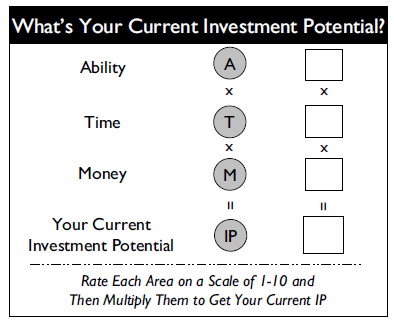 What's Your Current Investment Potential?
Ability A
x x
Time T
x x
Money M
= =
Your Current
Investment Potential IP
Rate Each Area on a Scale of 1-10 and
Then Multiply Them to Get Your Current IP